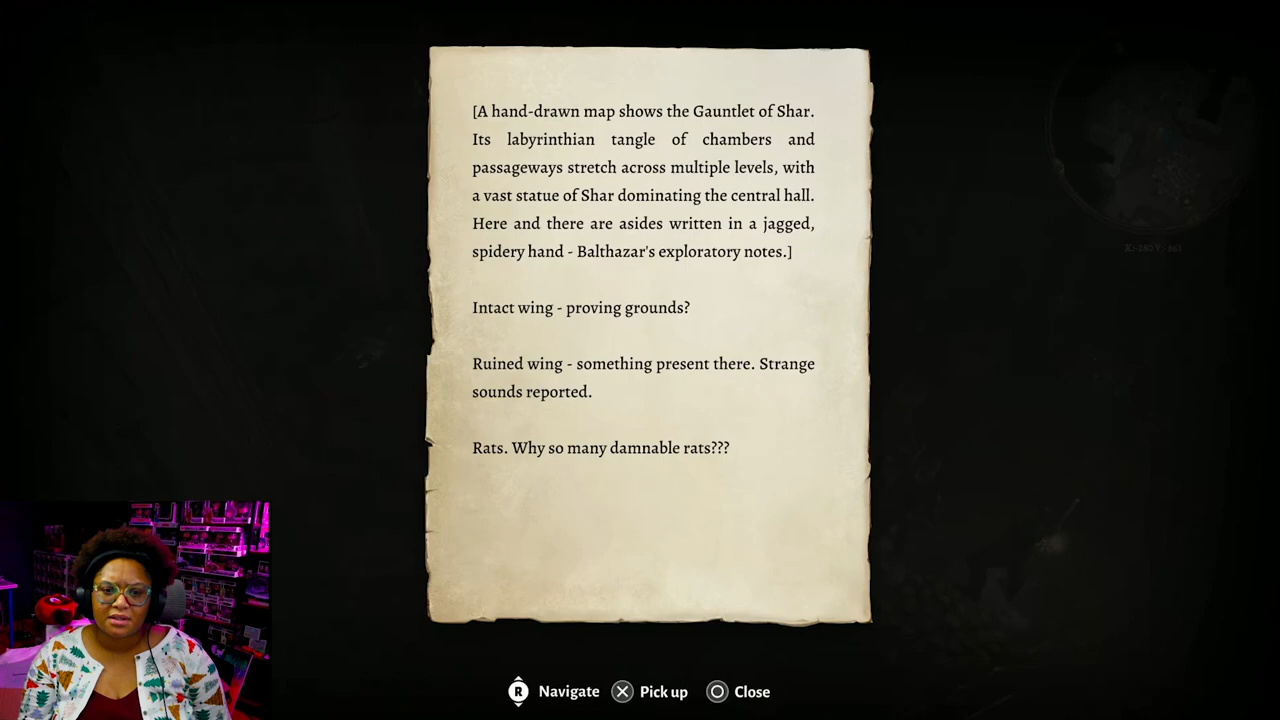 [A hand-drawn map shows the Gauntlet of Shar.
Its labyrinthian tangle of chambers and
passageways stretch across multiple levels, with
a vast statue of Shar dominating the central hall.
Here and there are asides written in a jagged,
spidery hand - Balthazar's exploratory notes.]
Intact wing - proving grounds?
Ruined wing - something present there. Strange
sounds reported.
Rats. Why so many damnable rats???
R Navigate Pick up Close